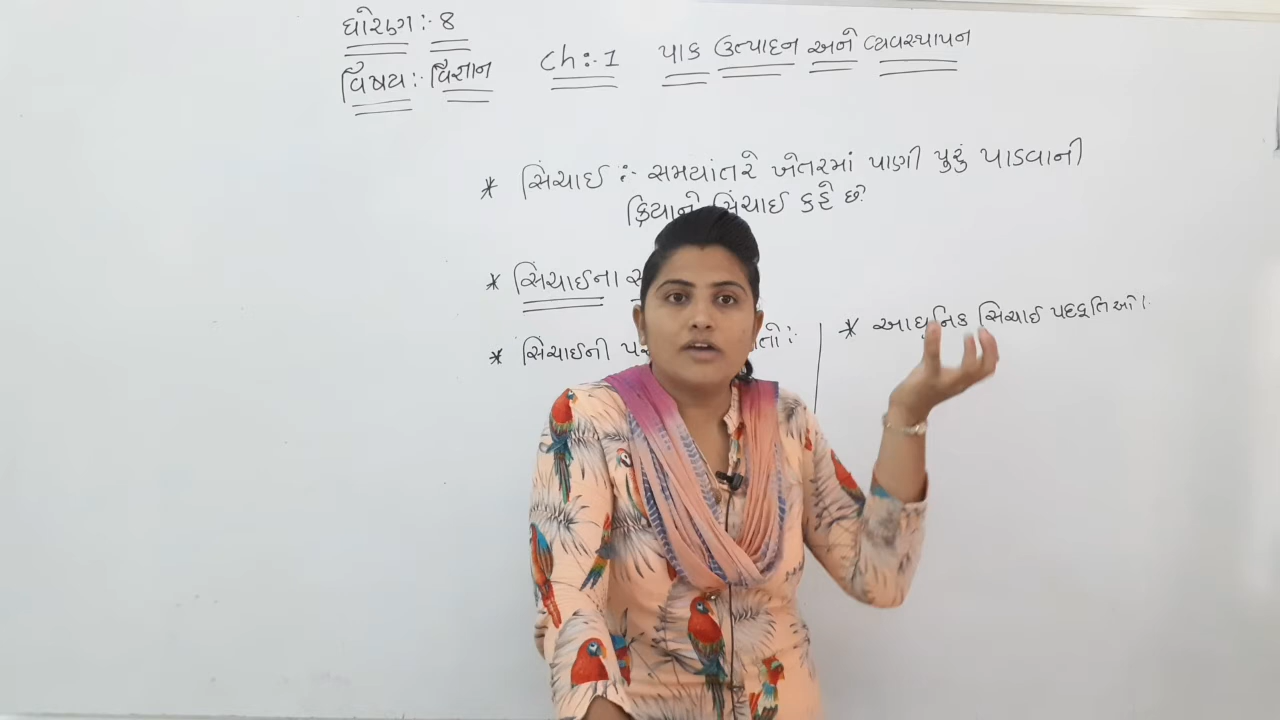 ધોરણ :- 8
વિષય :- વિજ્ઞાન
Ch :- 1 પાક ઉત્પાદન અને વ્યવસ્થાપન
* સિંચાઈ :- સમયાંતરે ખેતરમાં પાણી પુરું પાડવાની
ક્રિયાને સિંચાઈ કહે છે.
* સિંચાઈના
* સિંચાઈની
* આધુનિક સિંચાઈ પદ્ધતિઓ :-